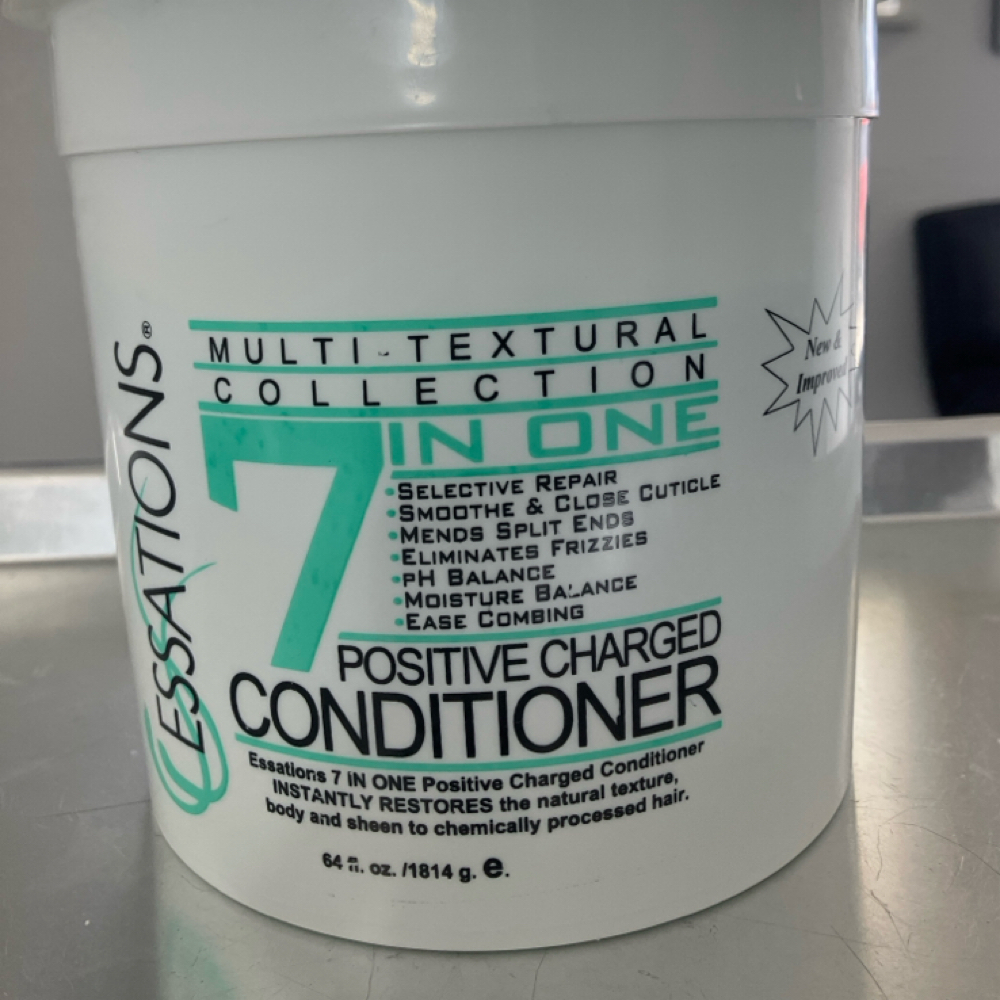 ESSATIONS®
MULTI-TEXTURAL
COLLECTION
7 IN ONE
•SELECTIVE REPAIR
•SMOOTHE & CLOSE CUTICLE
•MENDS SPLIT ENDS
•ELIMINATES FRIZZIES
•pH BALANCE
•MOISTURE BALANCE
•EASE COMBING
POSITIVE CHARGED
CONDITIONER
Essations 7 IN ONE Positive Charged Conditioner
INSTANTLY RESTORES the natural texture,
body and sheen to chemically processed hair.
64 fl. oz. /1814 g. e.
New &
Improved